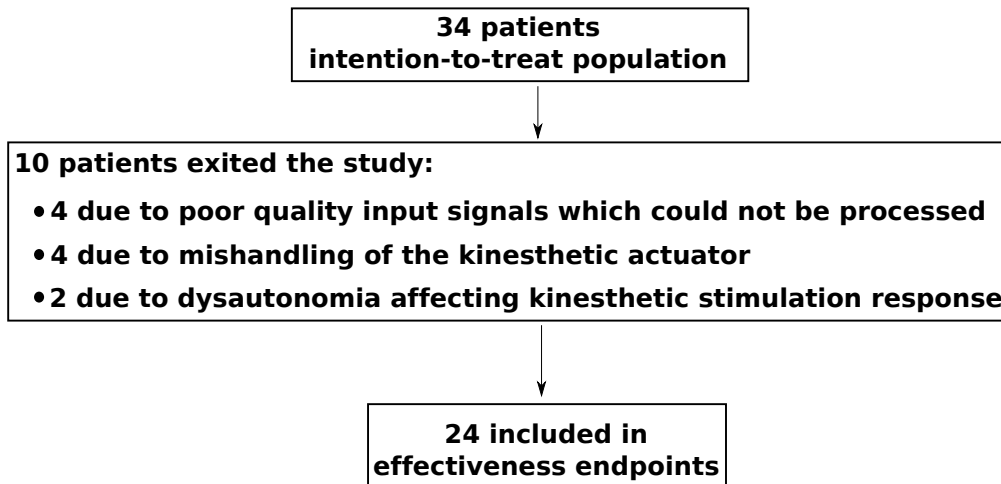 34 patients
intention-to-treat population
10 patients exited the study:
• 4 due to poor quality input signals which could not be processed
• 4 due to mishandling of the kinesthetic actuator
• 2 due to dysautonomia affecting kinesthetic stimulation response
24 included in
effectiveness endpoints